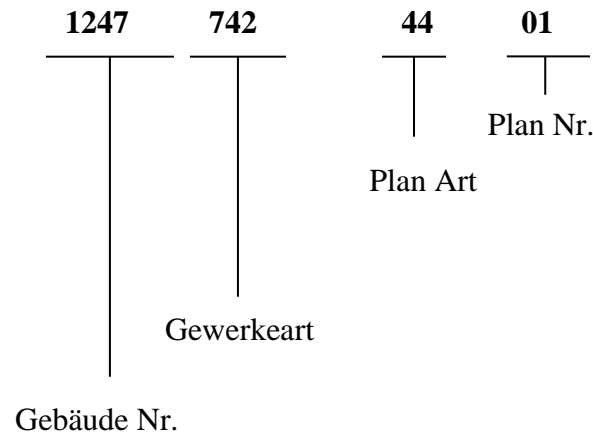 1247 742 44 01
Plan Nr.
Plan Art
Gewerkeart
Gebäude Nr.